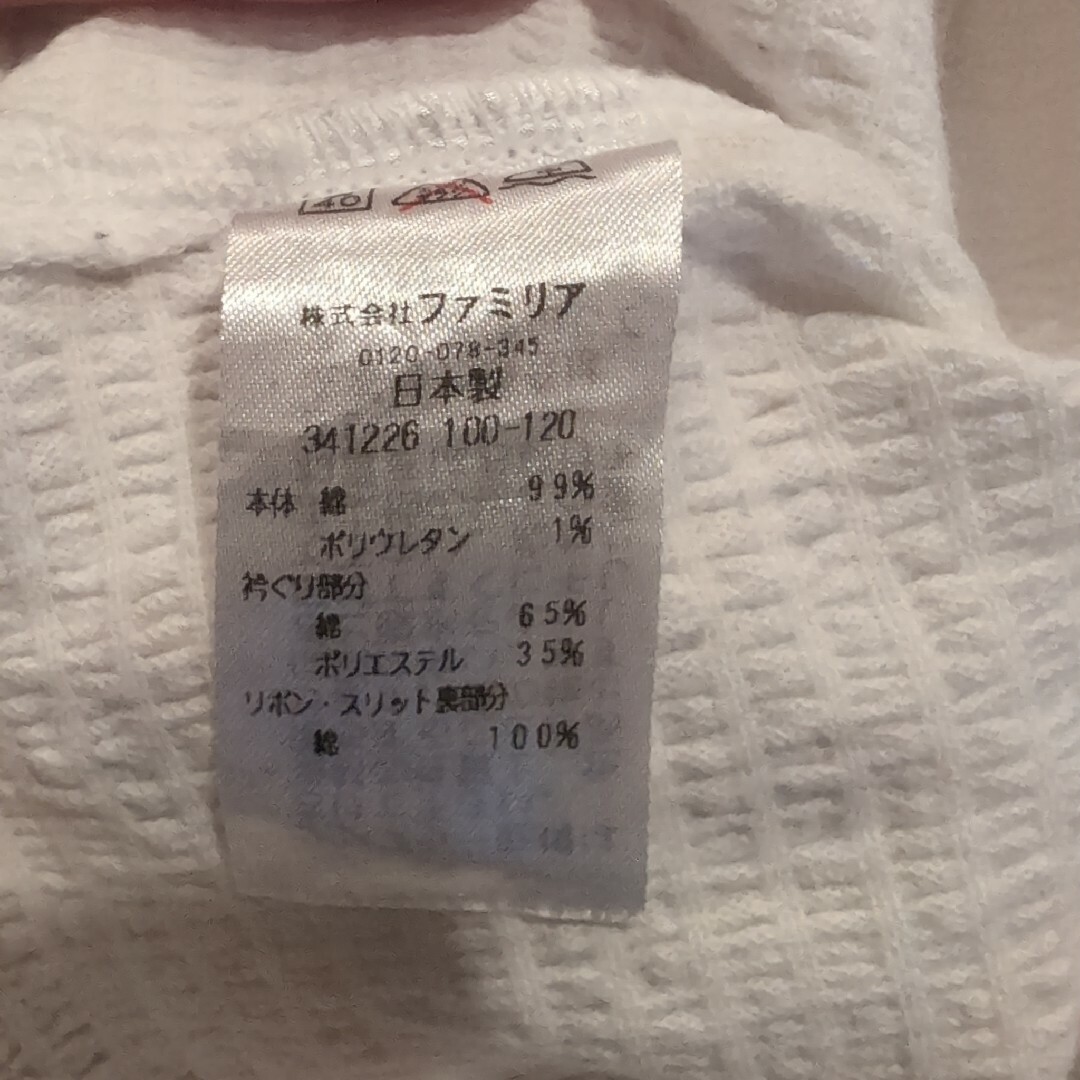 40
株式会社ファミリア
0120-078-345
日本製
341226 100-120
本体 綿 99%
ポリウレタン 1%
衿ぐり部分
綿 65%
ポリエステル 35%
リボン・スリット裏部分
綿 100%